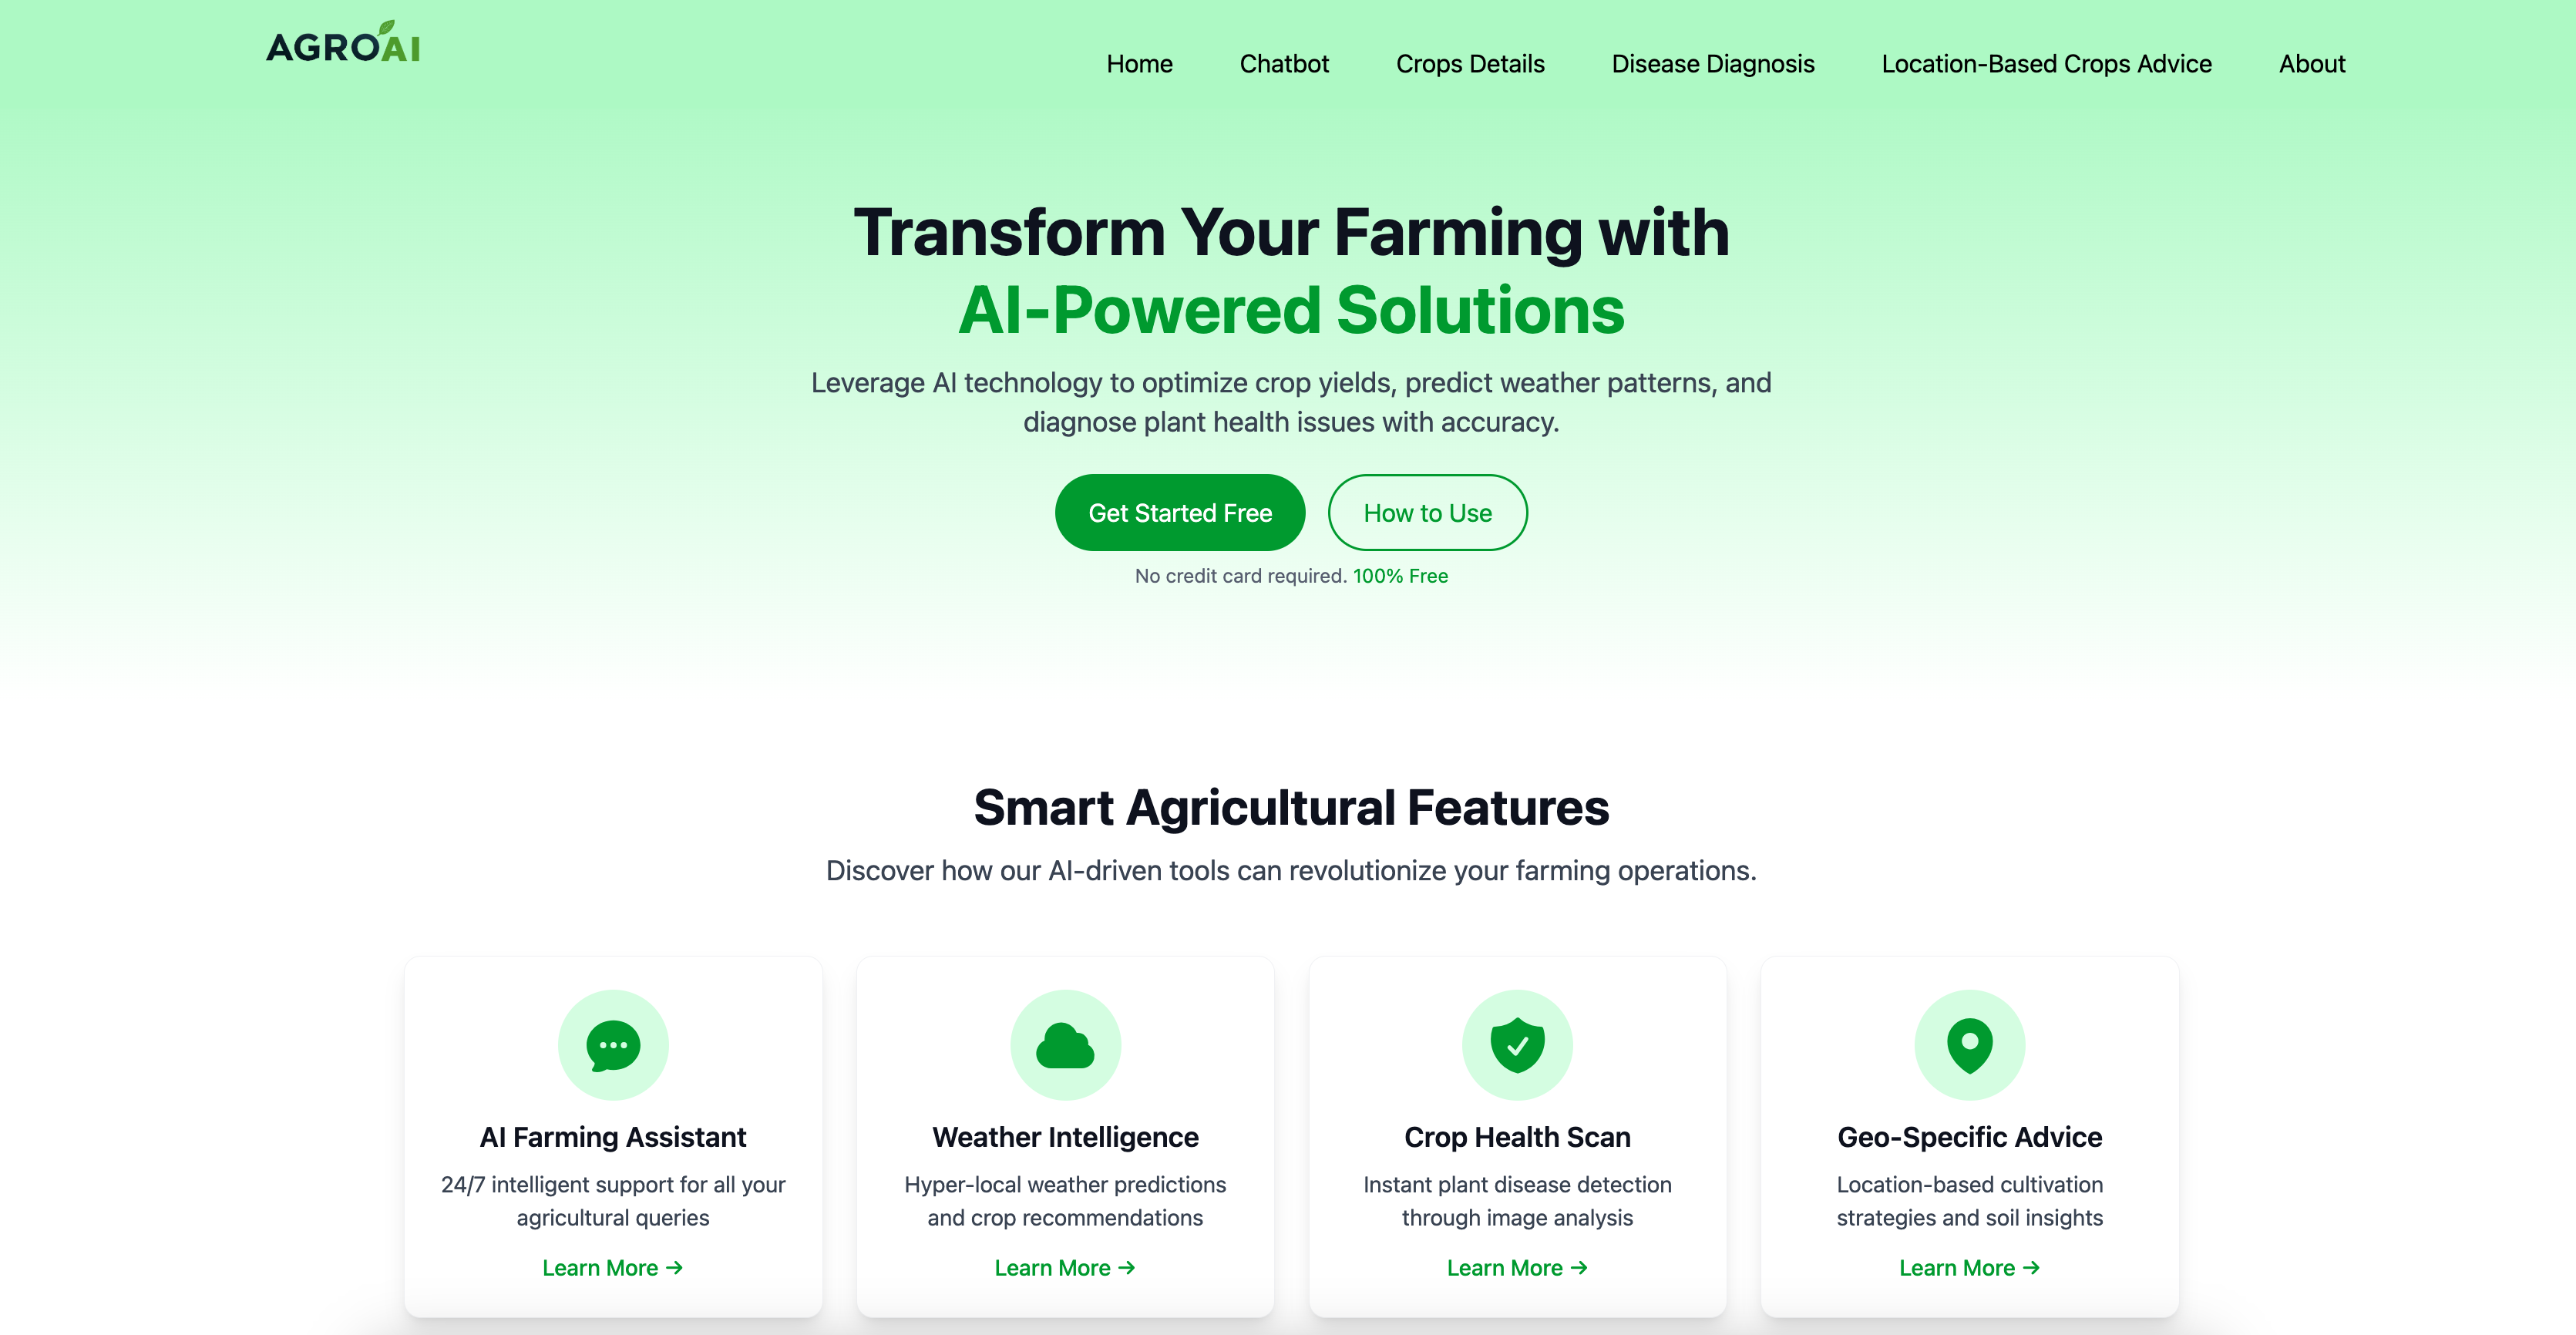 AGROAI
Home
Chatbot
Crops Details
Disease Diagnosis
Location-Based Crops Advice
About
Transform Your Farming with
AI-Powered Solutions
Leverage AI technology to optimize crop yields, predict weather patterns, and
diagnose plant health issues with accuracy.
Get Started Free
How to Use
No credit card required. 100% Free
Smart Agricultural Features
Discover how our AI-driven tools can revolutionize your farming operations.
AI Farming Assistant
24/7 intelligent support for all your
agricultural queries
Learn More →
Weather Intelligence
Hyper-local weather predictions
and crop recommendations
Learn More →
Crop Health Scan
Instant plant disease detection
through image analysis
Learn More →
Geo-Specific Advice
Location-based cultivation
strategies and soil insights
Learn More →